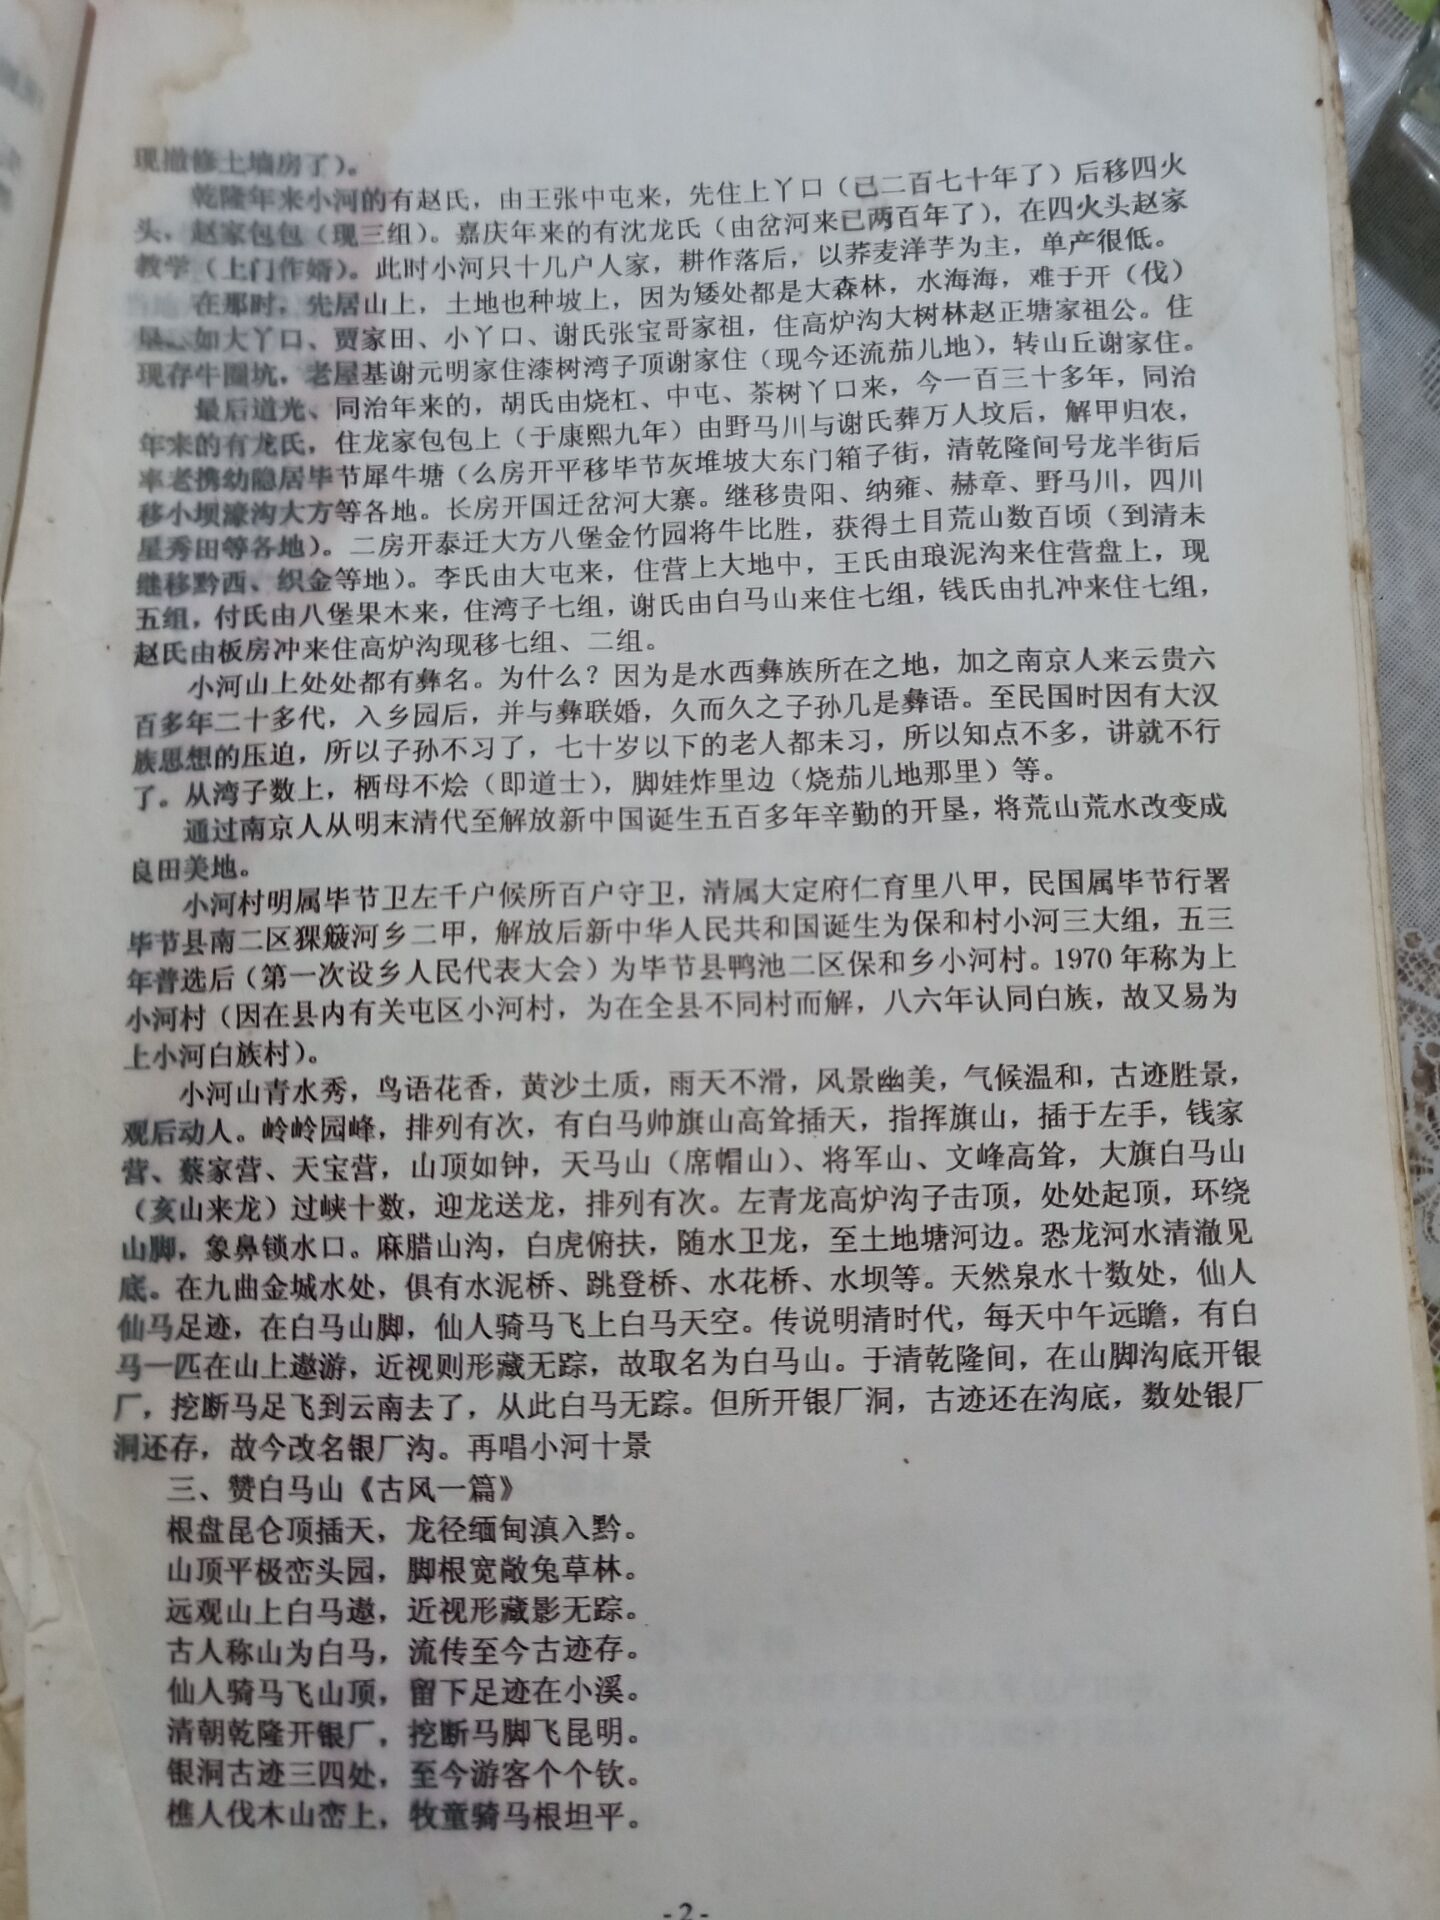 现撤修土墙房了）。
乾隆年来小河的有赵氏，由王张中屯来，先住上丫口（己二百七十年了）后移四火
头，赵家包包（现三组）。嘉庆年来的有沈龙氏（由岔河来已两百年了），在四火头赵家
教学（上门作婿）。此时小河只十几户人家，耕作落后，以荞麦洋芋为主，单产很低。
在那时，先居山上，土地也种坡上，因为矮处都是大森林，水海海，难于开（伐）
如大丫口、贾家田、小丫口、谢氏张宝哥家祖，住高炉沟大树林赵正塘家祖公。住
现存牛圈坑，老屋基谢元明家住漆树湾子顶谢家住（现今还流茄儿地），转山丘谢家住。
最后道光、同治年来的，胡氏由烧杠、中屯、茶树丫口来，今一百三十多年，同治
年来的有龙氏，住龙家包包上（于康熙九年）由野马川与谢氏葬万人坟后，解甲归农，
率老携幼隐居毕节犀牛塘（么房开平移毕节灰堆坡大东门箱子街，清乾隆间号龙半街后
移小坝濠沟大方等各地。长房开国迁岔河大寨。继移贵阳、纳雍、赫章、野马川，四川
星秀田等各地）。二房开泰迁大方八堡金竹园将牛比胜，获得土目荒山数百顷（到清未
继移黔西、织金等地）。李氏由大屯来，住营上大地中，王氏由琅泥沟来住营盘上，现
五组，付氏由八堡果木来，住湾子七组，谢氏由白马山来住七组，钱氏由扎冲来住七组，
赵氏由板房冲来住高炉沟现移七组、二组。
小河山上处处都有彝名。为什么？因为是水西彝族所在之地，加之南京人来云贵六
百多年二十多代，入乡园后，并与彝联婚，久而久之子孙几是彝语。至民国时因有大汉
族思想的压迫，所以子孙不习了，七十岁以下的老人都未习，所以知点不多，讲就不行
了。从湾子数上，栖母不烩（即道士），脚娃炸里边（烧茄儿地那里）等。
通过南京人从明末清代至解放新中国诞生五百多年辛勤的开垦，将荒山荒水改变成
良田美地。
小河村明属毕节卫左千户候所百户守卫，清属大定府仁育里八甲，民国属毕节行署
毕节县南二区猓簸河乡二甲，解放后新中华人民共和国诞生为保和村小河三大组，五三
年普选后（第一次设乡人民代表大会）为毕节县鸭池二区保和乡小河村。1970 年称为上
小河村（因在县内有关屯区小河村，为在全县不同村而解，八六年认同白族，故又易为
上小河白族村）。
小河山青水秀，鸟语花香，黄沙土质，雨天不滑，风景幽美，气候温和，古迹胜景，
观后动人。岭岭园峰，排列有次，有白马帅旗山高耸插天，指挥旗山，插于左手，钱家
营、蔡家营、天宝营，山顶如钟，天马山（席帽山）、将军山、文峰高耸，大旗白马山
（亥山来龙）过峡十数，迎龙送龙，排列有次。左青龙高炉沟子击顶，处处起顶，环绕
山脚，象鼻锁水口。麻腊山沟，白虎俯扶，随水卫龙，至土地塘河边。恐龙河水清澈见
底。在九曲金城水处，俱有水泥桥、跳登桥、水花桥、水坝等。天然泉水十数处，仙人
仙马足迹，在白马山脚，仙人骑马飞上白马天空。传说明清时代，每天中午远瞻，有白
马一匹在山上遨游，近视则形藏无踪，故取名为白马山。于清乾隆间，在山脚沟底开银
厂，挖断马足飞到云南去了，从此白马无踪。但所开银厂洞，古迹还在沟底，数处银厂
洞还存，故今改名银厂沟。再唱小河十景
三、赞白马山《古风一篇》
根盘昆仑顶插天，龙径缅甸滇入黔。
山顶平极峦头园，脚根宽敞兔草林。
远观山上白马遨，近视形藏影无踪。
古人称山为白马，流传至今古迹存。
仙人骑马飞山顶，留下足迹在小溪。
清朝乾隆开银厂，挖断马脚飞昆明。
银洞古迹三四处，至今游客个个钦。
樵人伐木山峦上，牧童骑马根坦平。
-2-